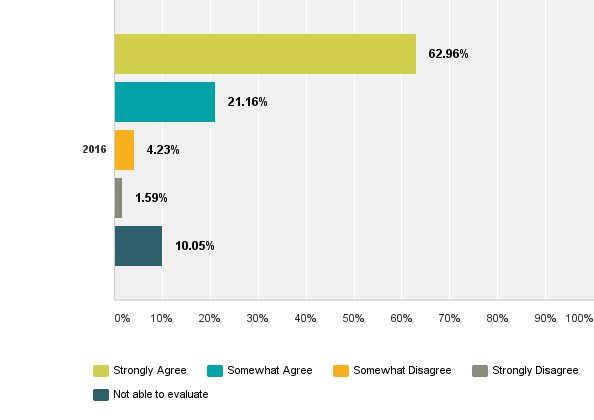 62.96%
21.16%
2016 4.23%
1.59%
10.05%
0% 10% 20% 30% 40% 50% 60% 70% 80% 90% 100%
Strongly Agree Somewhat Agree Somewhat Disagree Strongly Disagree
Not able to evaluate